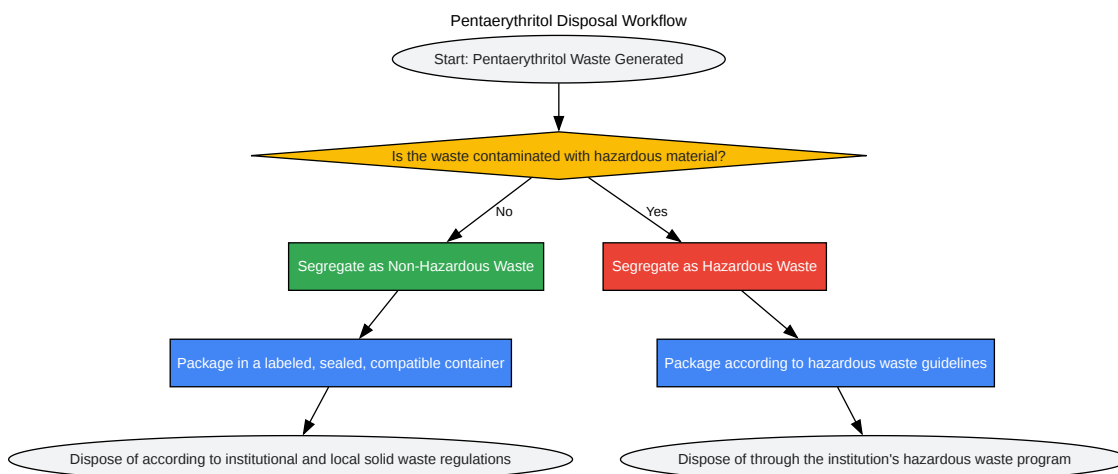 Pentaerythritol Disposal Workflow
Start: Pentaerythritol Waste Generated
Is the waste contaminated with hazardous material?
No
Yes
Segregate as Non-Hazardous Waste
Segregate as Hazardous Waste
Package in a labeled, sealed, compatible container
Package according to hazardous waste guidelines
Dispose of according to institutional and local solid waste regulations
Dispose of through the institution's hazardous waste program